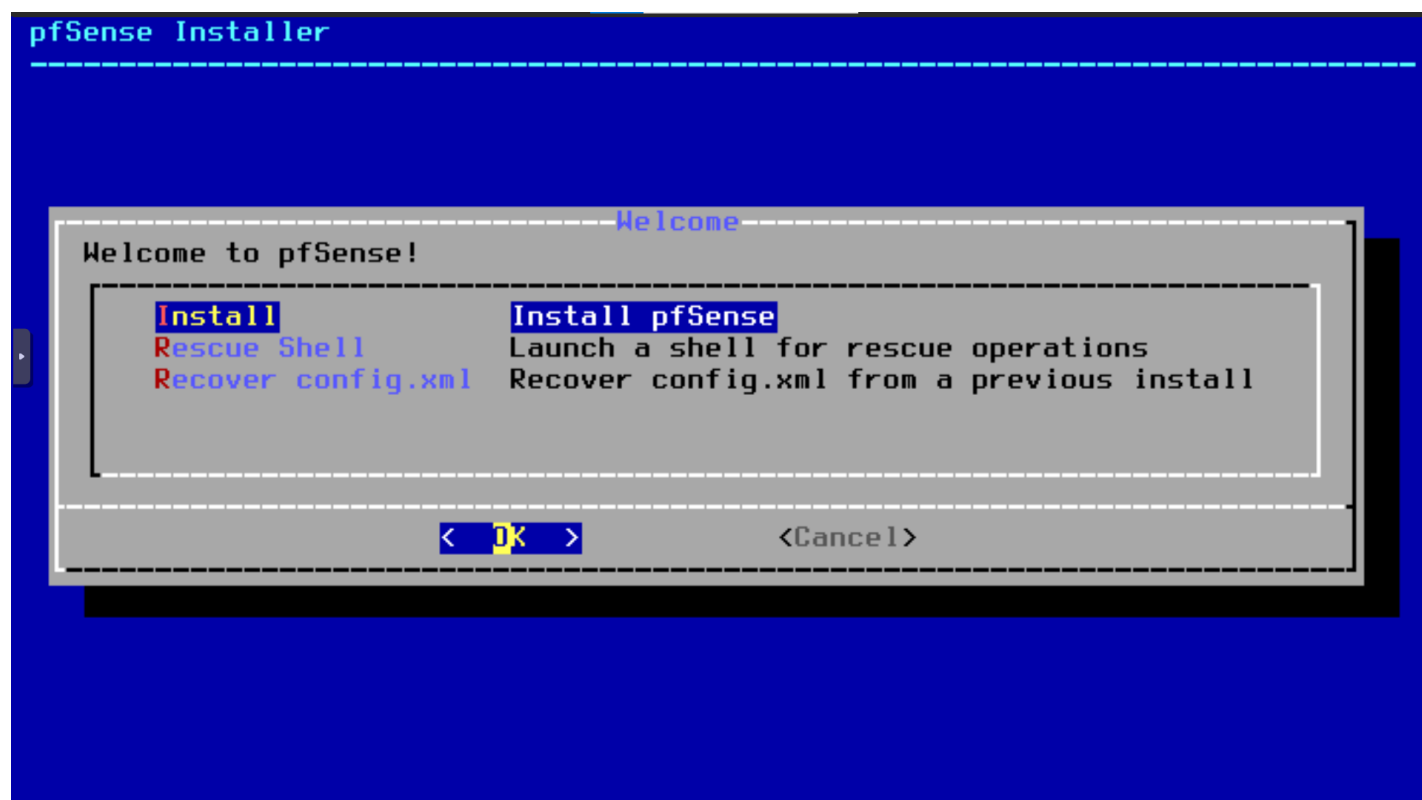 pfSense Installer
Welcome
Welcome to pfSense!
Install Install pfSense
Rescue Shell Launch a shell for rescue operations
Recover config.xml Recover config.xml from a previous install
< OK > <Cancel>